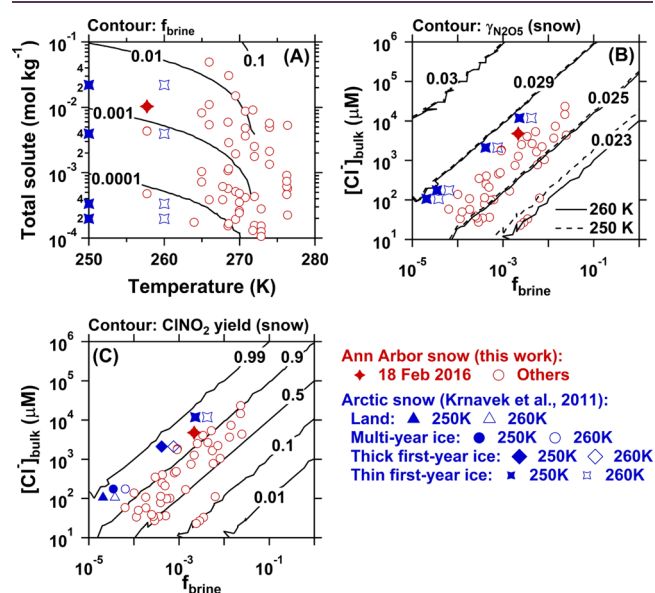 Contour: f_brine
(A)
0.01
0.1
0.001
0.0001
10^-1
10^-2
10^-3
10^-4
Total solute (mol kg^-1)
250 260 270 280
Temperature (K)
Contour: γ_N2O5 (snow)
(B)
0.03
0.029
0.025
0.023
10^6
10^5
10^4
10^3
10^2
10^1
[Cl^-]_bulk (μM)
260 K
250 K
10^-5 10^-3 10^-1
f_brine
Contour: ClNO₂ yield (snow)
(C)
0.99
0.9
0.5
0.1
0.01
10^6
10^5
10^4
10^3
10^2
10^1
[Cl^-]_bulk (μM)
10^-5 10^-3 10^-1
f_brine
Ann Arbor snow (this work):
18 Feb 2016 Others
Arctic snow (Krnavek et al., 2011):
Land: 250K 260K
Multi-year ice: 250K 260K
Thick first-year ice: 250K 260K
Thin first-year ice: 250K 260K